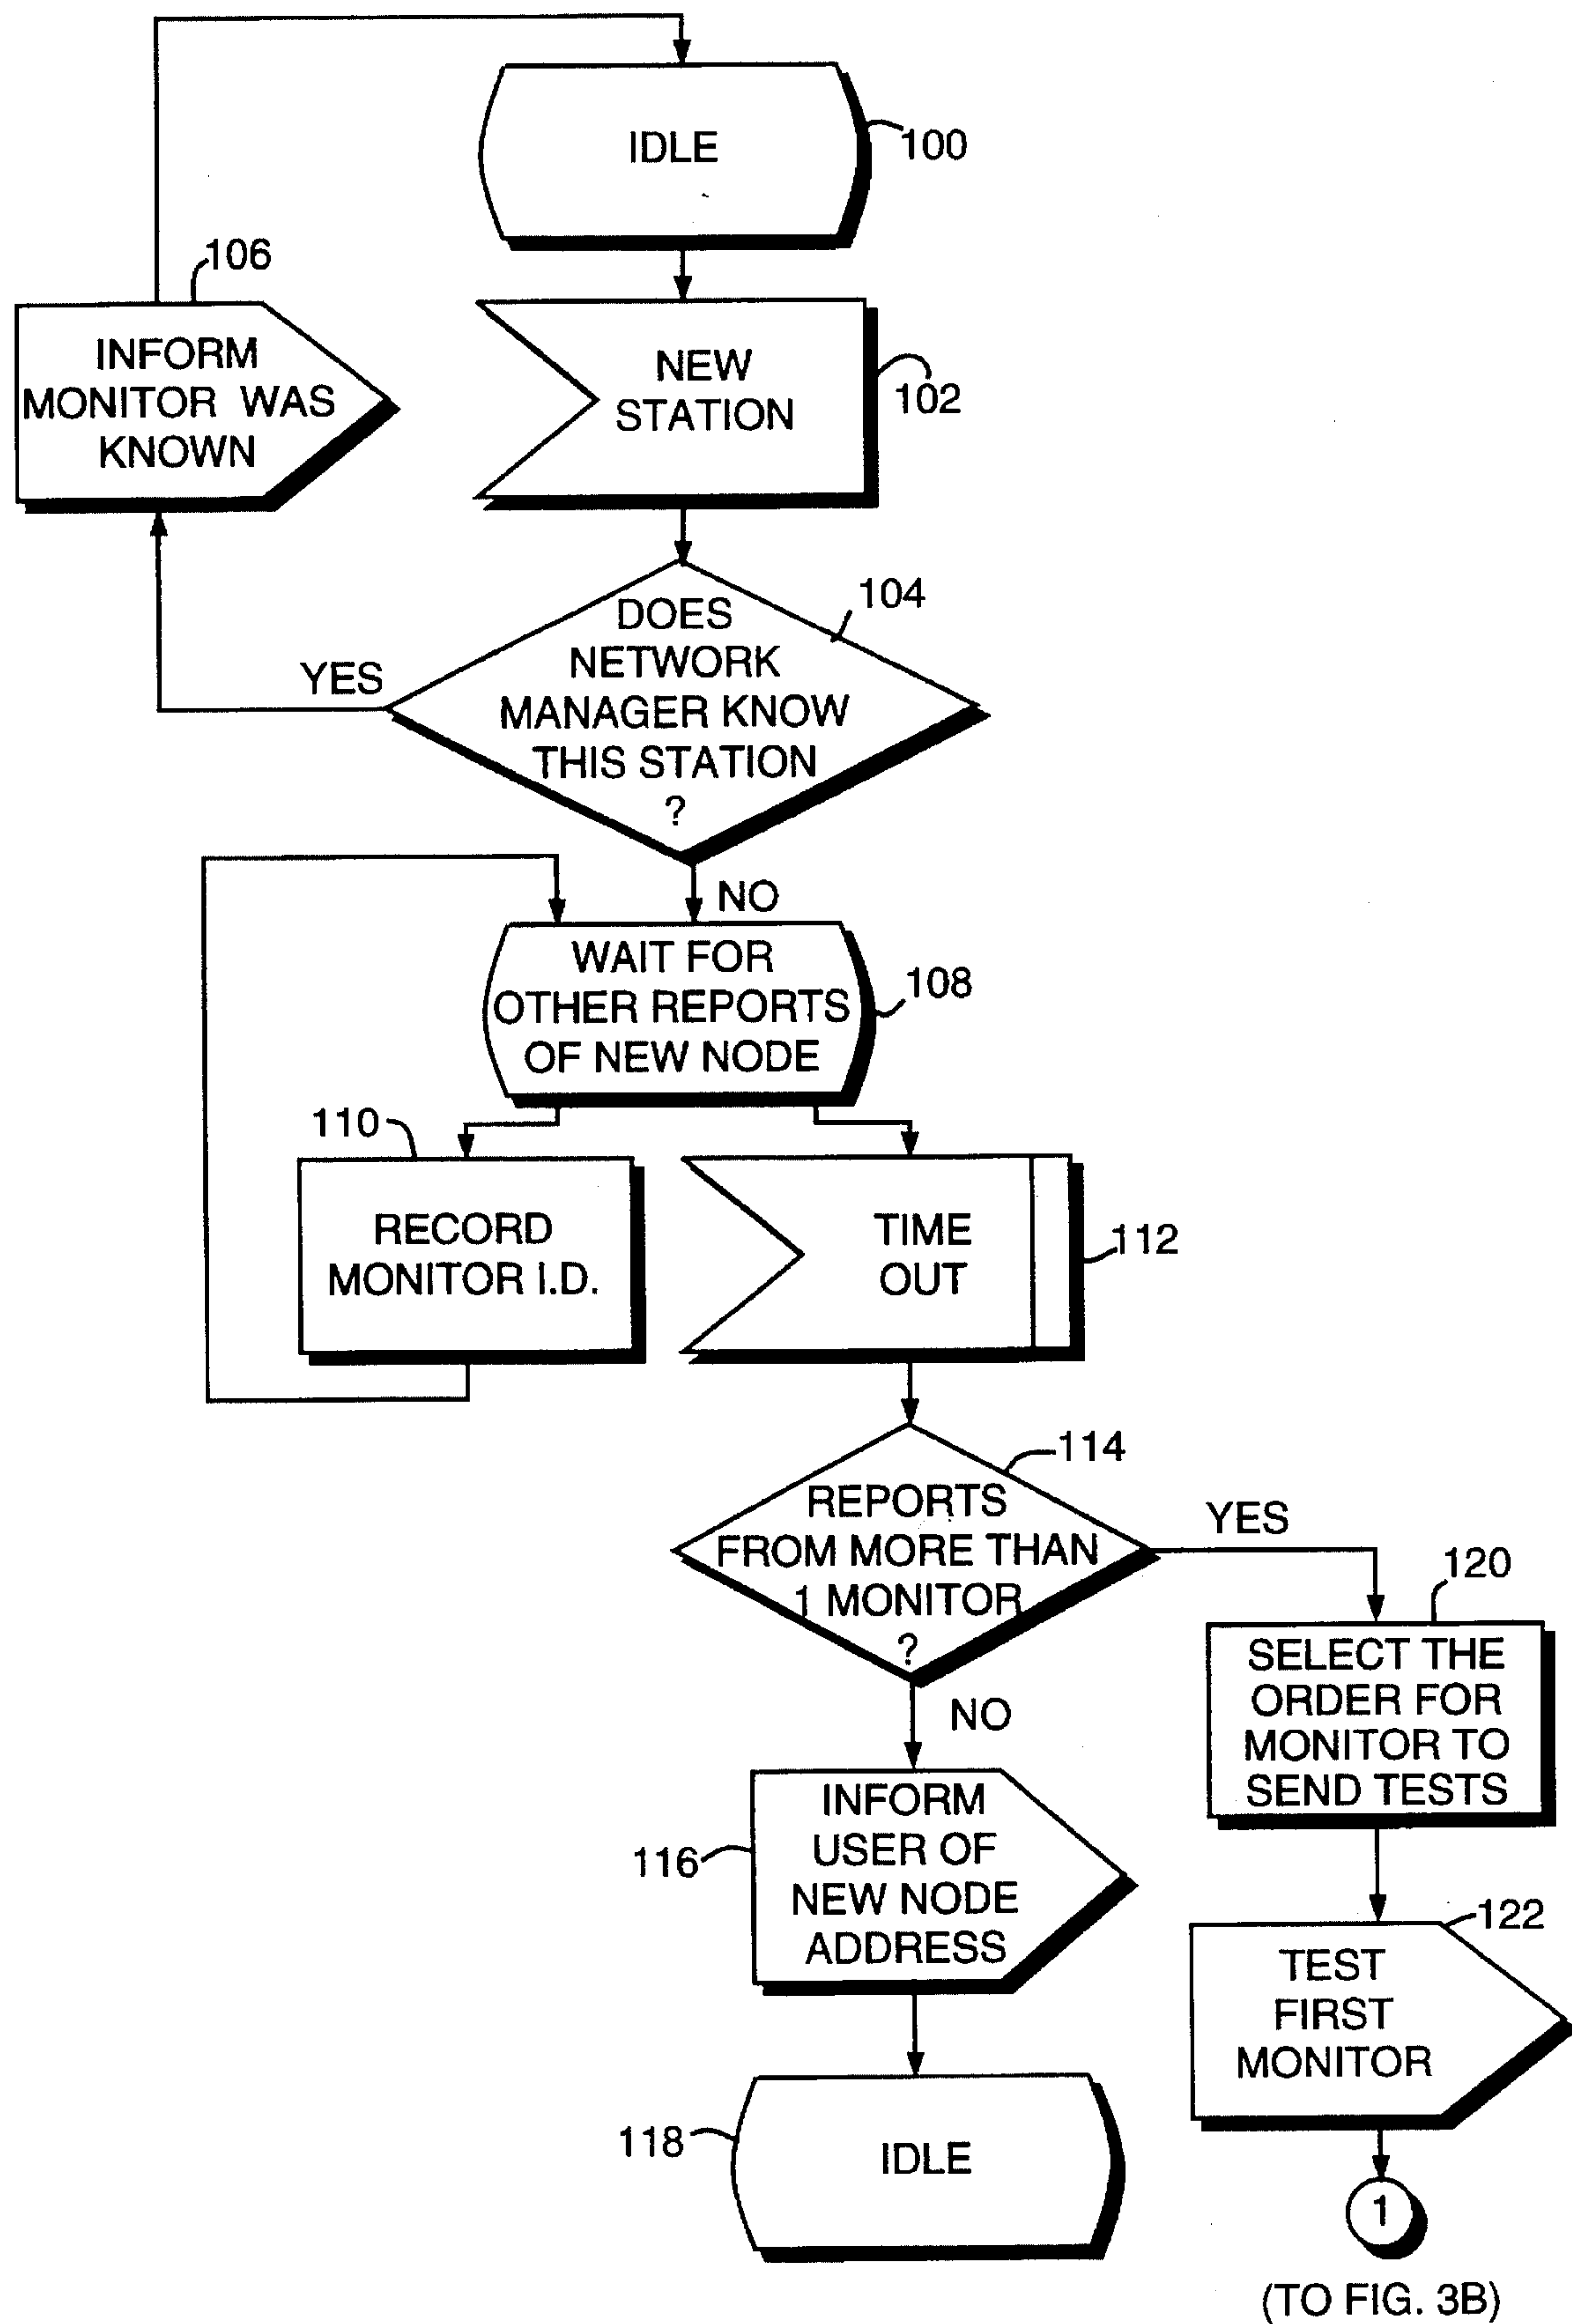 IDLE
100
106
INFORM
MONITOR WAS
KNOWN
NEW
STATION
102
104
DOES
NETWORK
MANAGER KNOW
THIS STATION
?
YES
NO
WAIT FOR
OTHER REPORTS
OF NEW NODE
108
110
RECORD
MONITOR I.D.
TIME
OUT
112
114
REPORTS
FROM MORE THAN
1 MONITOR
?
YES
NO
120
SELECT THE
ORDER FOR
MONITOR TO
SEND TESTS
116
INFORM
USER OF
NEW NODE
ADDRESS
122
TEST
FIRST
MONITOR
118
IDLE
1
(TO FIG. 3B)